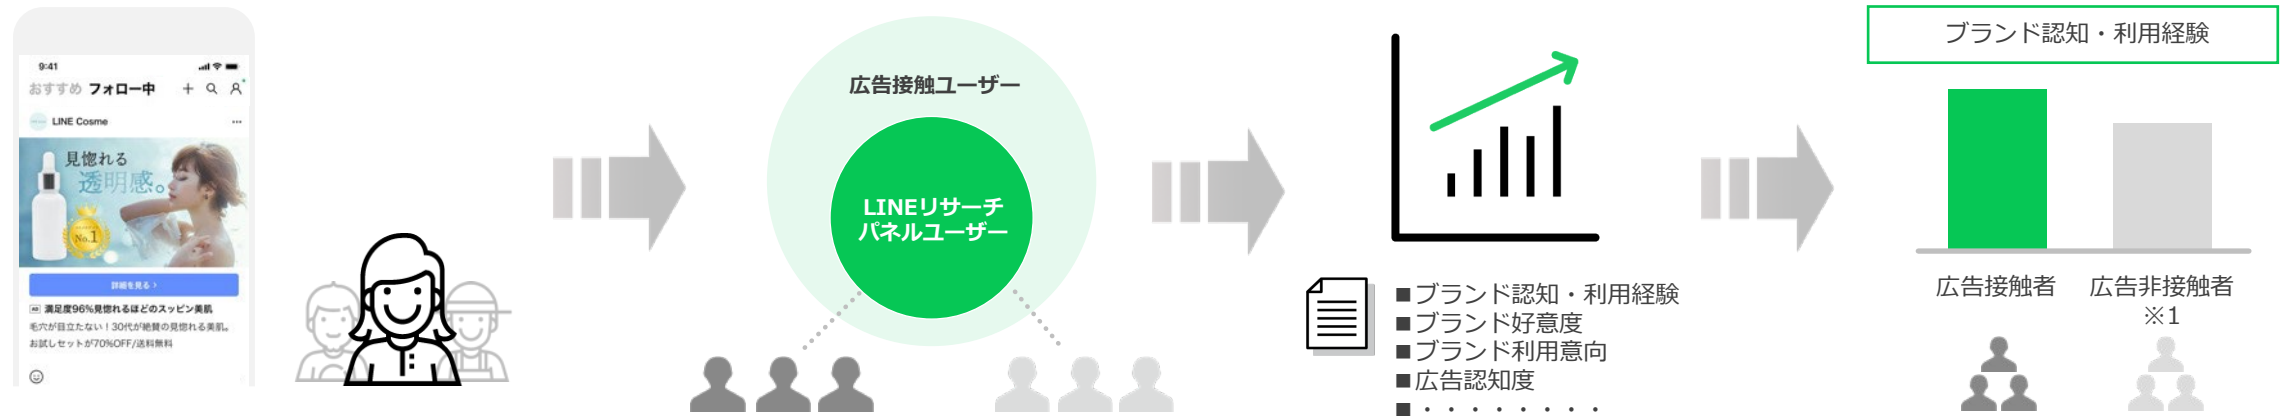 9:41
おすすめ フォロー中
LINE Cosme
見惚れる
透明感。
No.1
詳細を見る >
AD 満足度96%見惚れるほどのスッピン美肌
毛穴が目立たない！30代が絶賛の見惚れる美肌。
お試しセットが70%OFF/送料無料
広告接触ユーザー
LINEリサーチ
パネルユーザー
■ブランド認知・利用経験
■ブランド好意度
■ブランド利用意向
■広告認知度
■・・・・・・・・
ブランド認知・利用経験
広告接触者
広告非接触者
※1